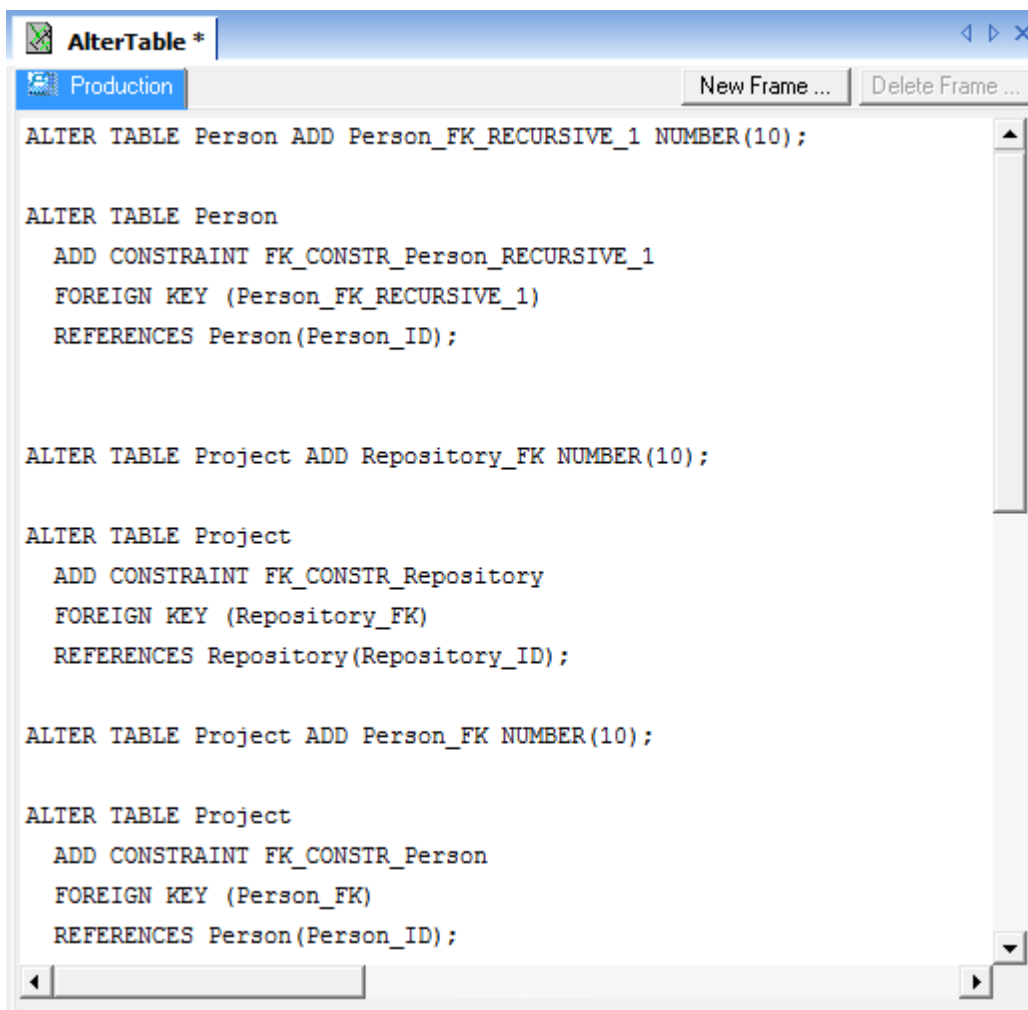 AlterTable *
Production New Frame ... Delete Frame ...
ALTER TABLE Person ADD Person_FK_RECURSIVE_1 NUMBER(10);
ALTER TABLE Person
ADD CONSTRAINT FK_CONSTR_Person_RECURSIVE_1
FOREIGN KEY (Person_FK_RECURSIVE_1)
REFERENCES Person(Person_ID);
ALTER TABLE Project ADD Repository_FK NUMBER(10);
ALTER TABLE Project
ADD CONSTRAINT FK_CONSTR_Repository
FOREIGN KEY (Repository_FK)
REFERENCES Repository(Repository_ID);
ALTER TABLE Project ADD Person_FK NUMBER(10);
ALTER TABLE Project
ADD CONSTRAINT FK_CONSTR_Person
FOREIGN KEY (Person_FK)
REFERENCES Person(Person_ID);